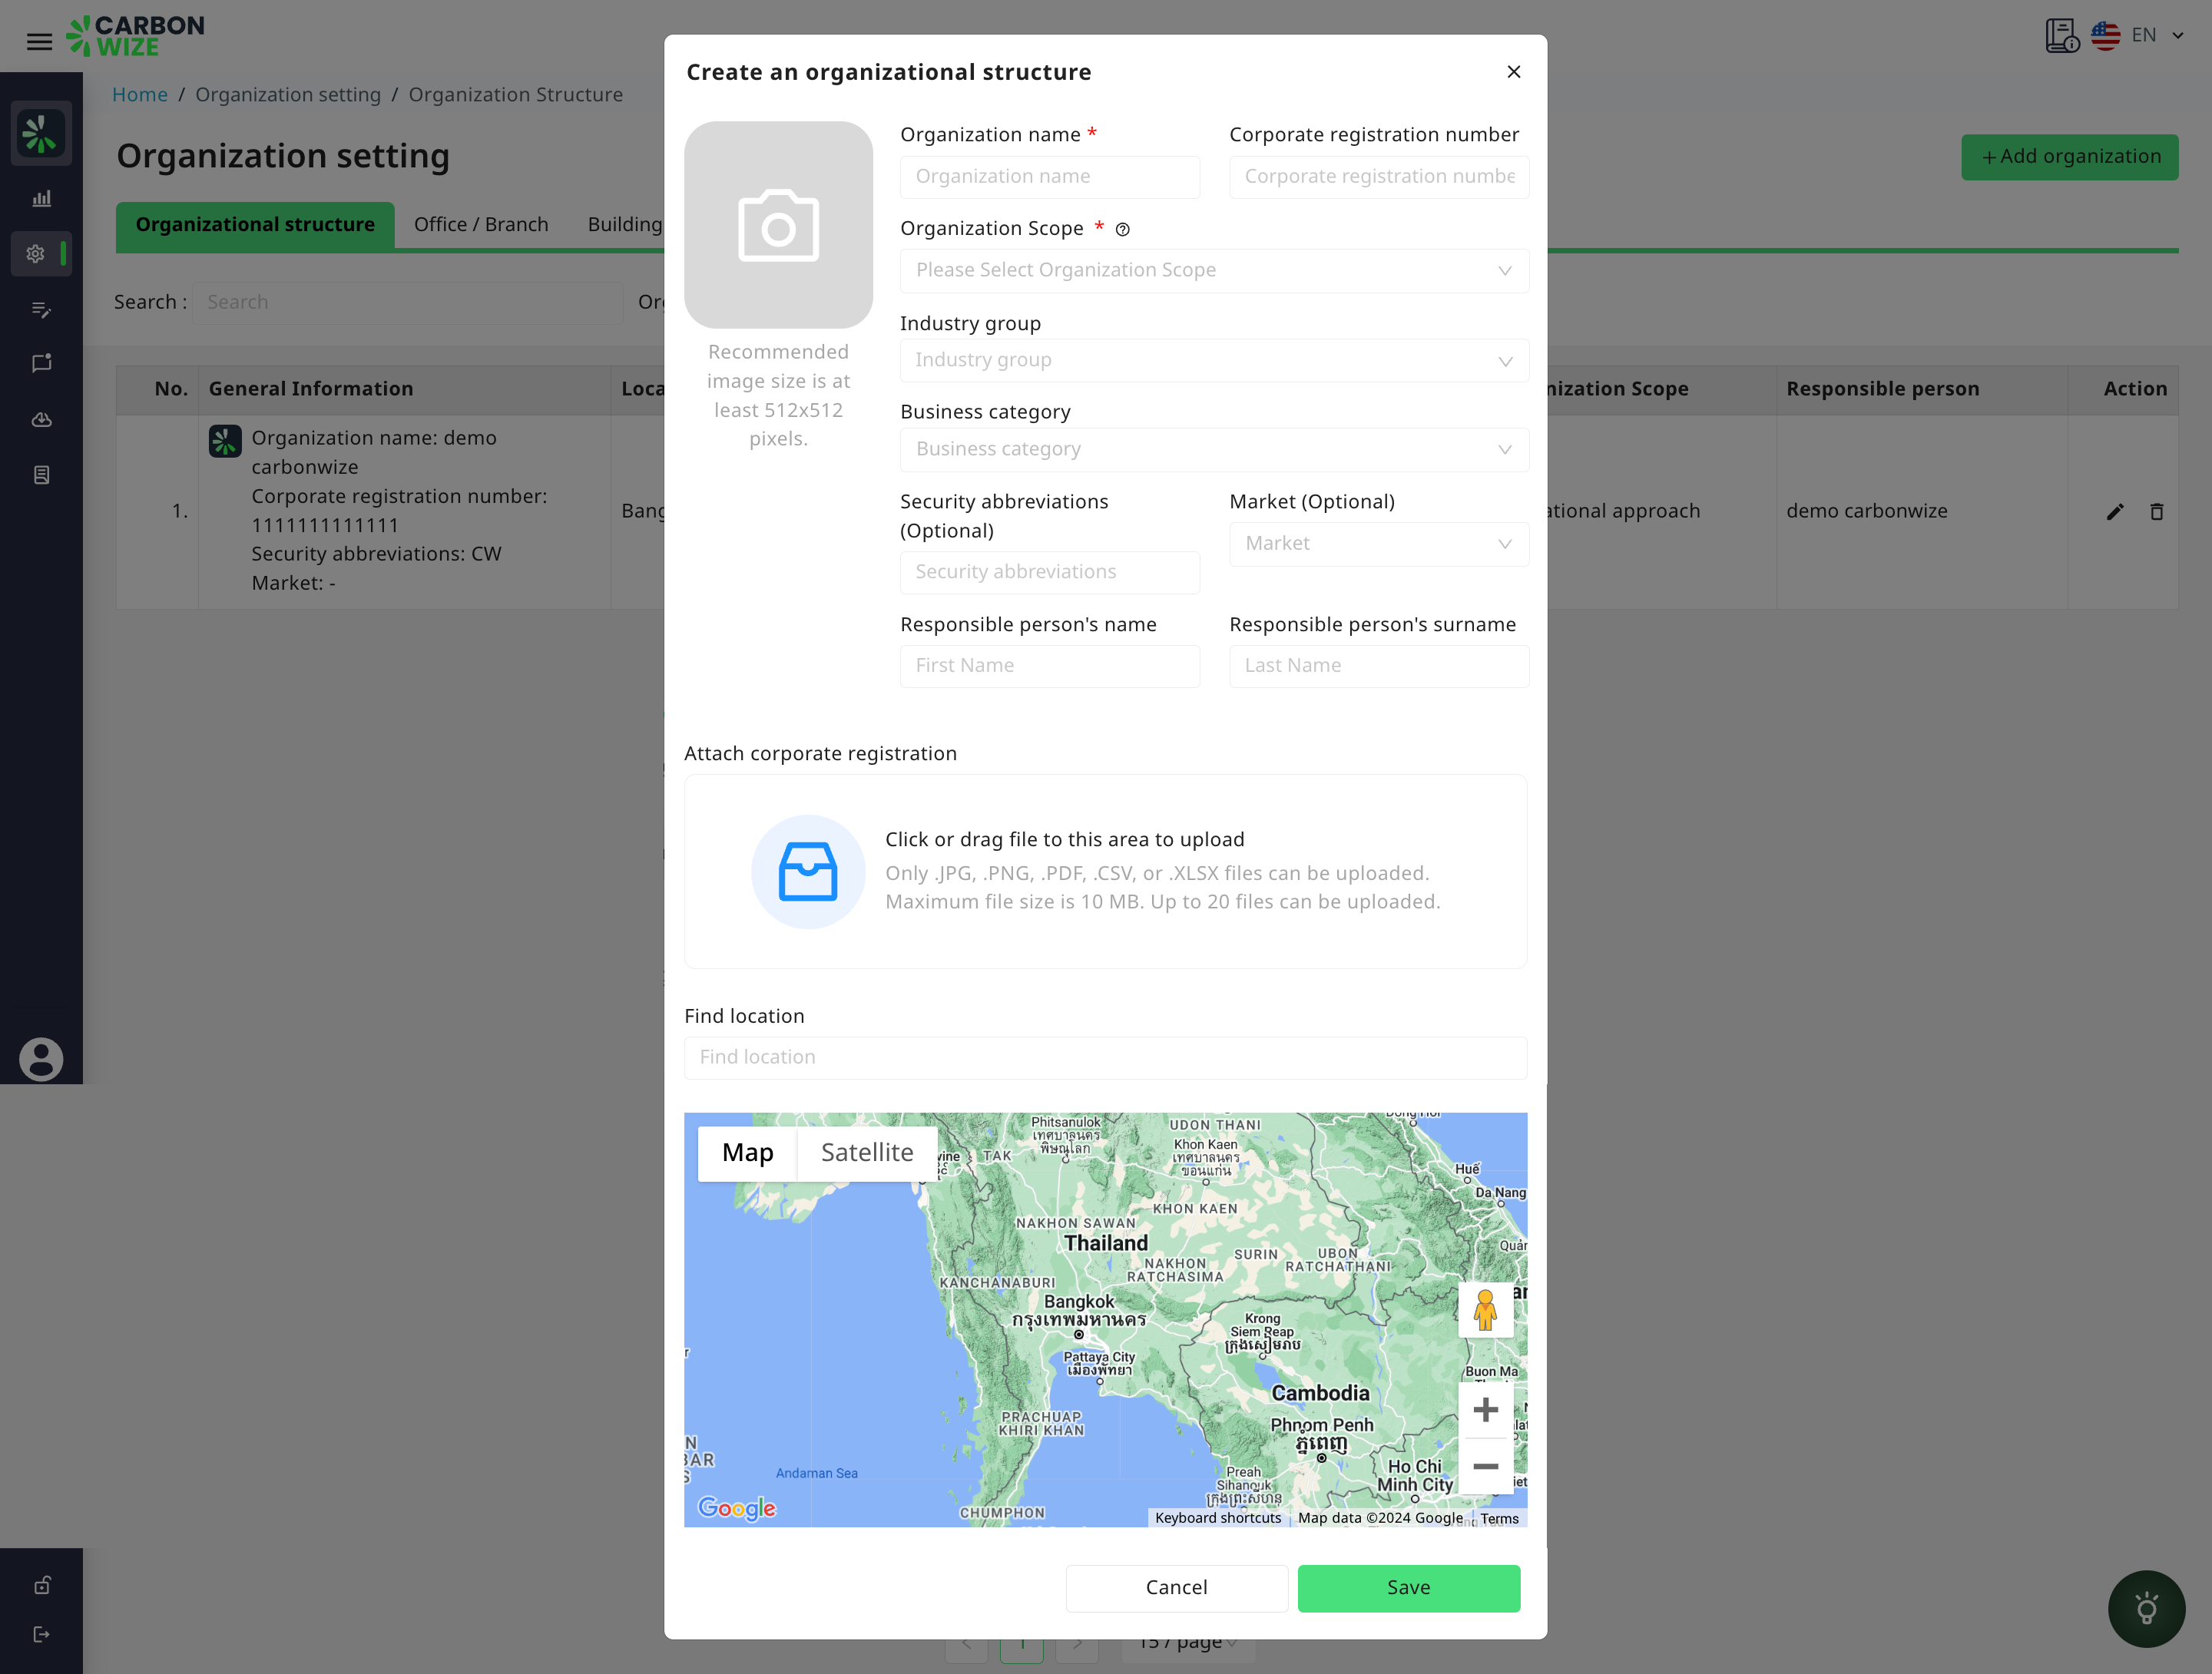 CARBON
WIZE
EN
Home / Organization setting / Organization Structure
Organization setting
+ Add organization
Organizational structure
Office / Branch
Building
Search :
Search
No.
General Information
Responsible person
Action
1.
Organization name: demo
carbonwize
Corporate registration number:
1111111111111
Security abbreviations: CW
Market: -
demo carbonwize
Create an organizational structure
Recommended
image size is at
least 512x512
pixels.
Organization name *
Organization name
Corporate registration number
Corporate registration numbe
Organization Scope *
Please Select Organization Scope
Industry group
Industry group
Business category
Business category
Security abbreviations
(Optional)
Security abbreviations
Market (Optional)
Market
Responsible person's name
First Name
Responsible person's surname
Last Name
Attach corporate registration
Click or drag file to this area to upload
Only .JPG, .PNG, .PDF, .CSV, or .XLSX files can be uploaded.
Maximum file size is 10 MB. Up to 20 files can be uploaded.
Find location
Find location
Map
Satellite
Phitsanulok
เทศบาลนคร
พิษณุโลก
UDON THANI
TAK
Khon Kaen
เทศบาลนคร
ขอนแก่น
Huế
Da Nang
KHON KAEN
NAKHON SAWAN
Thailand
SURIN
UBON
RATCHATHANI
NAKHON
RATCHASIMA
KANCHANABURI
Bangkok
กรุงเทพมหานคร
Krong
Siem Reap
ក្រុងសៀមរាប
Pattaya City
เมืองพัทยา
Buon Ma
Cambodia
Phnom Penh
ភ្នំពេញ
PRACHUAP
KHIRI KHAN
Andaman Sea
Preah
Sihanouk
ក្រុងព្រះសីហនុ
Ho Chi
Minh City
CHUMPHON
Google
Keyboard shortcuts
Map data ©2024 Google
Terms
Cancel
Save
1
15 / page